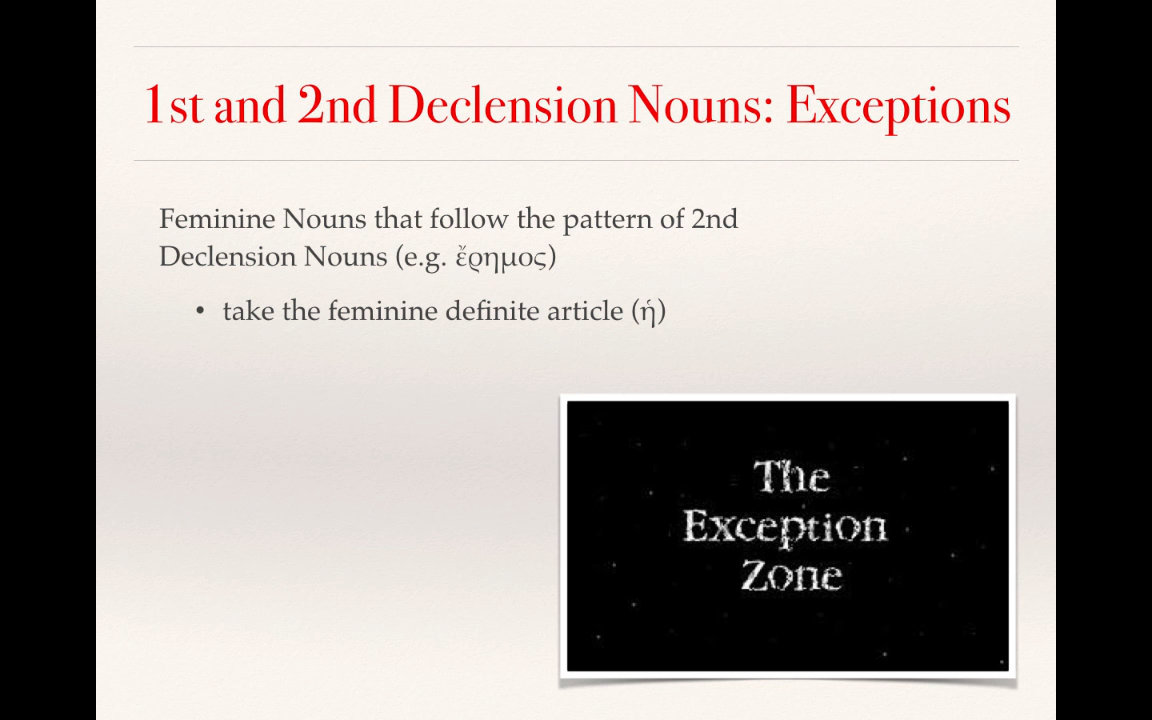 1st and 2nd Declension Nouns: Exceptions
Feminine Nouns that follow the pattern of 2nd
Declension Nouns (e.g. ἔρημος)
• take the feminine definite article (ἡ)
The
Exception
Zone